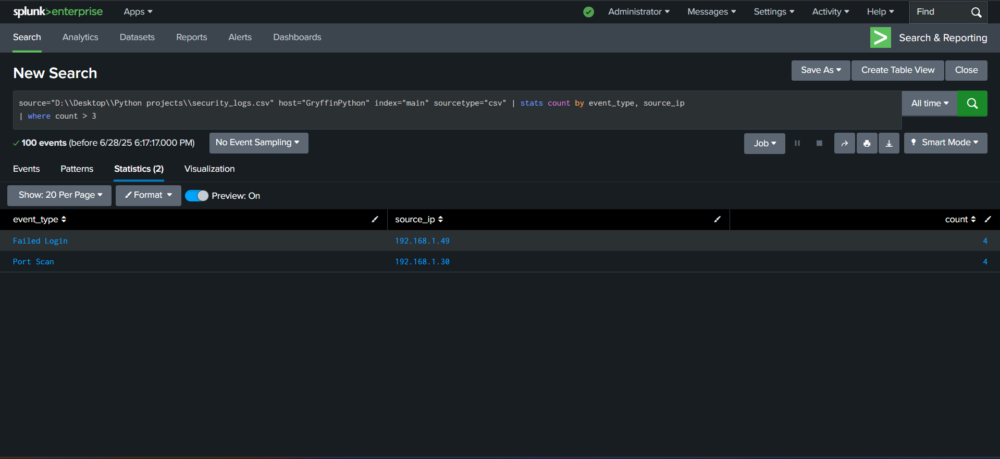 splunk>enterprise Apps Administrator Messages Settings Activity Help Find
Search Analytics Datasets Reports Alerts Dashboards > Search & Reporting
New Search Save As Create Table View Close
source="D:\\Desktop\\Python projects\\security_logs.csv" host="GryffinPython" index="main" sourcetype="csv" | stats count by event_type, source_ip All time
| where count > 3
100 events (before 6/28/25 6:17:17.000 PM) No Event Sampling Job Smart Mode
Events Patterns Statistics (2) Visualization
Show: 20 Per Page Format Preview: On
event_type source_ip count
Failed Login 192.168.1.49 4
Port Scan 192.168.1.30 4